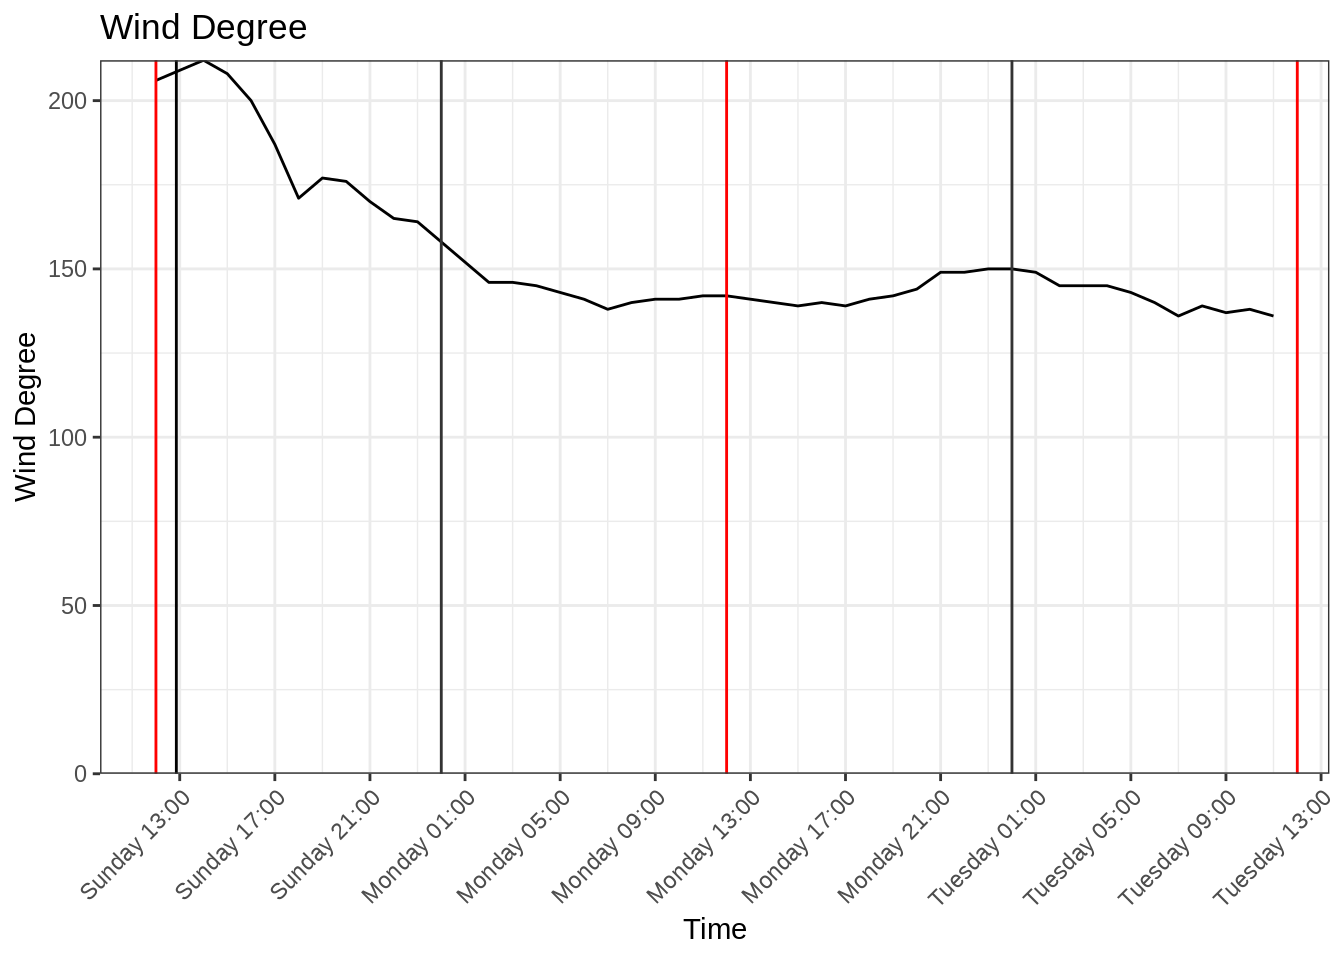 Wind Degree
Wind Degree
200
150
100
50
0
Sunday 13:00
Sunday 17:00
Sunday 21:00
Monday 01:00
Monday 05:00
Monday 09:00
Monday 13:00
Monday 17:00
Monday 21:00
Tuesday 01:00
Tuesday 05:00
Tuesday 09:00
Tuesday 13:00
Time